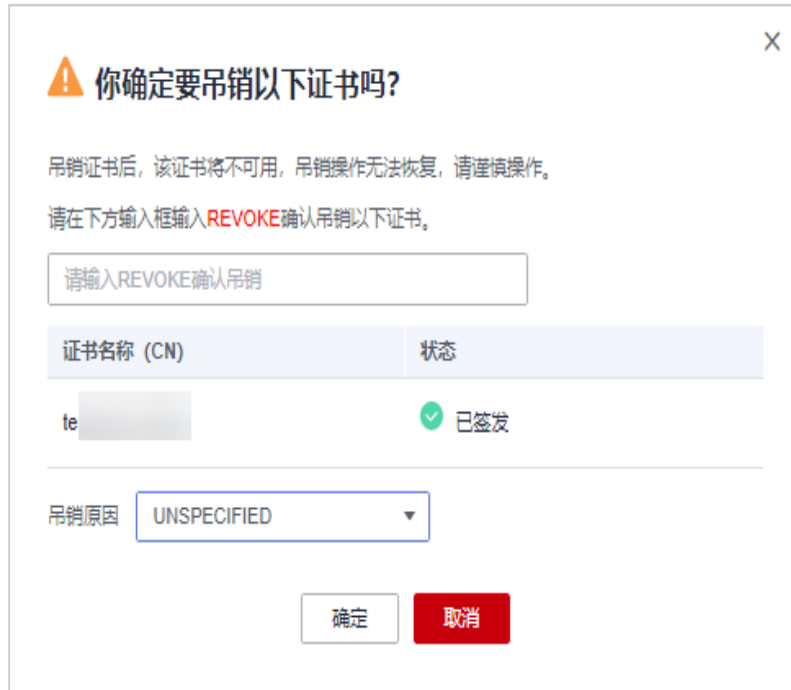 你确定要吊销以下证书吗?
吊销证书后，该证书将不可用，吊销操作无法恢复，请谨慎操作。
请在下方输入框输入REVOKE确认吊销以下证书。
请输入REVOKE确认吊销
证书名称 (CN) 状态
te 已签发
吊销原因 UNSPECIFIED
确定 取消